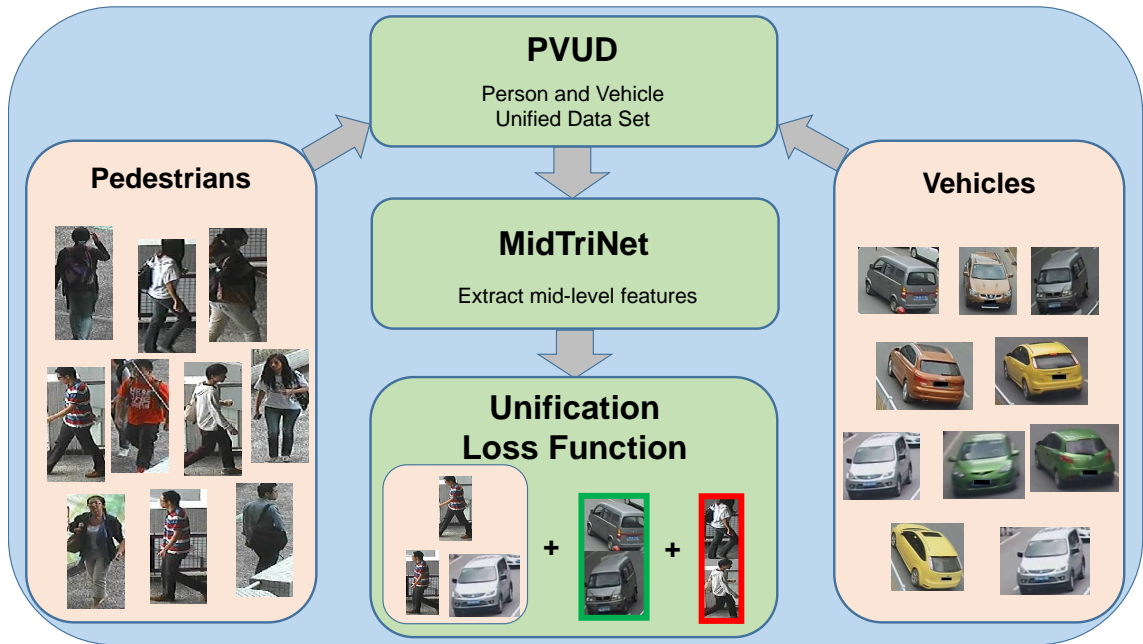 PVUD
Person and Vehicle
Unified Data Set
Pedestrians
Vehicles
MidTriNet
Extract mid-level features
Unification
Loss Function
+
+